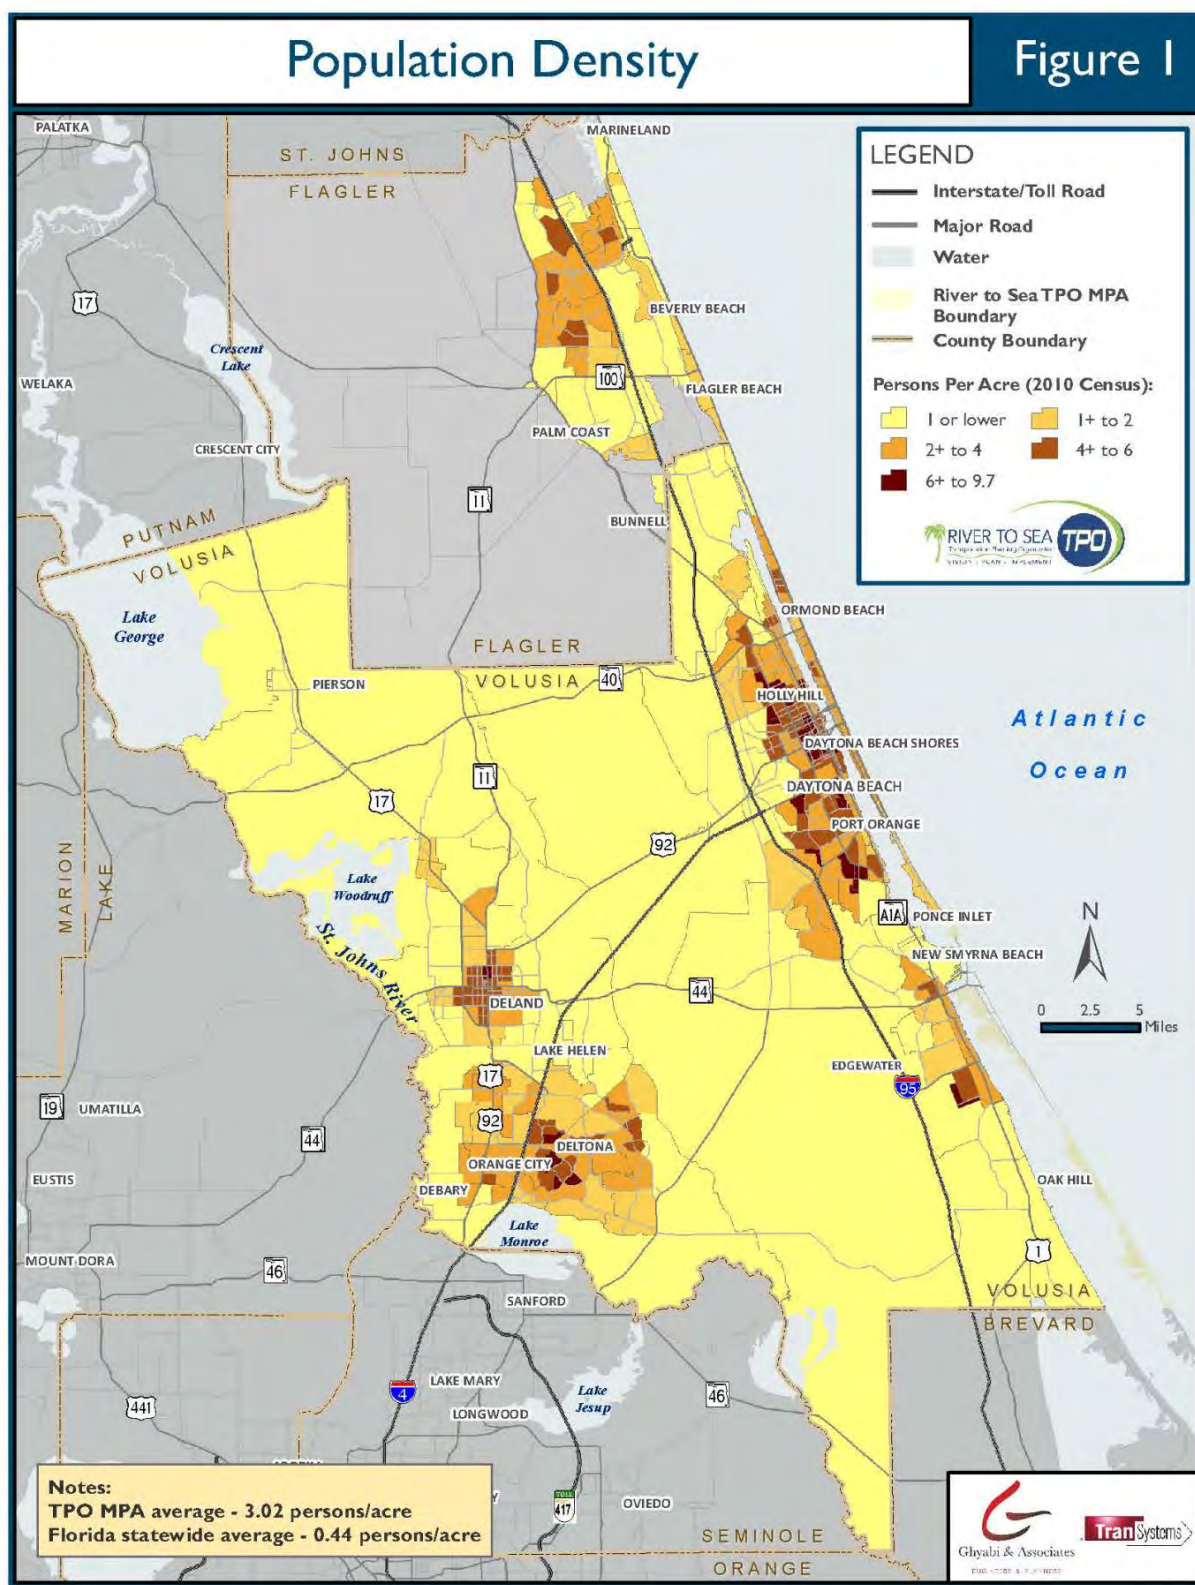 Population Density
Figure 1
PALATKA
MARINELAND
ST. JOHNS
FLAGLER
LEGEND
Interstate/Toll Road
Major Road
Water
River to Sea TPO MPA
Boundary
County Boundary
Persons Per Acre (2010 Census):
1 or lower
1+ to 2
2+ to 4
4+ to 6
6+ to 9.7
RIVER TO SEA
TPO
17
BEVERLY BEACH
Crescent
Lake
WELAKA
100
FLAGLER BEACH
PALM COAST
CRESCENT CITY
11
BUNNELL
PUTNAM
VOLUSIA
Lake
George
ORMOND BEACH
FLAGLER
VOLUSIA
40
PIERSON
HOLLY HILL
Atlantic
Ocean
DAYTONA BEACH SHORES
11
17
DAYTONA BEACH
PORT ORANGE
92
MARION
LAKE
Lake
Woodruff
St. Johns River
A1A
PONCE INLET
N
NEW SMYRNA BEACH
44
DELAND
0 2.5 5
Miles
LAKE HELEN
EDGEWATER
17
95
19
UMATILLA
92
44
DELTONA
ORANGE CITY
EUSTIS
DEBARY
OAK HILL
Lake
Monroe
MOUNT DORA
46
1
SANFORD
VOLUSIA
BREVARD
4
LAKE MARY
441
Lake
Jesup
46
LONGWOOD
Notes:
TPO MPA average - 3.02 persons/acre
Florida statewide average - 0.44 persons/acre
TOLL
417
OVIEDO
SEMINOLE
ORANGE
Ghyabi & Associates
TranSystems